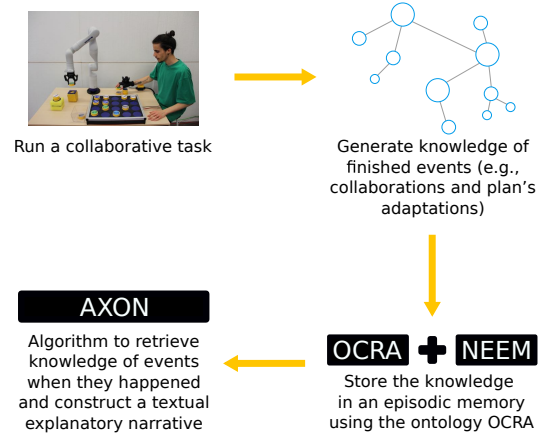 Run a collaborative task
Generate knowledge of
finished events (e.g.,
collaborations and plan's
adaptations)
AXON
Algorithm to retrieve
knowledge of events
when they happened
and construct a textual
explanatory narrative
OCRA + NEEM
Store the knowledge
in an episodic memory
using the ontology OCRA